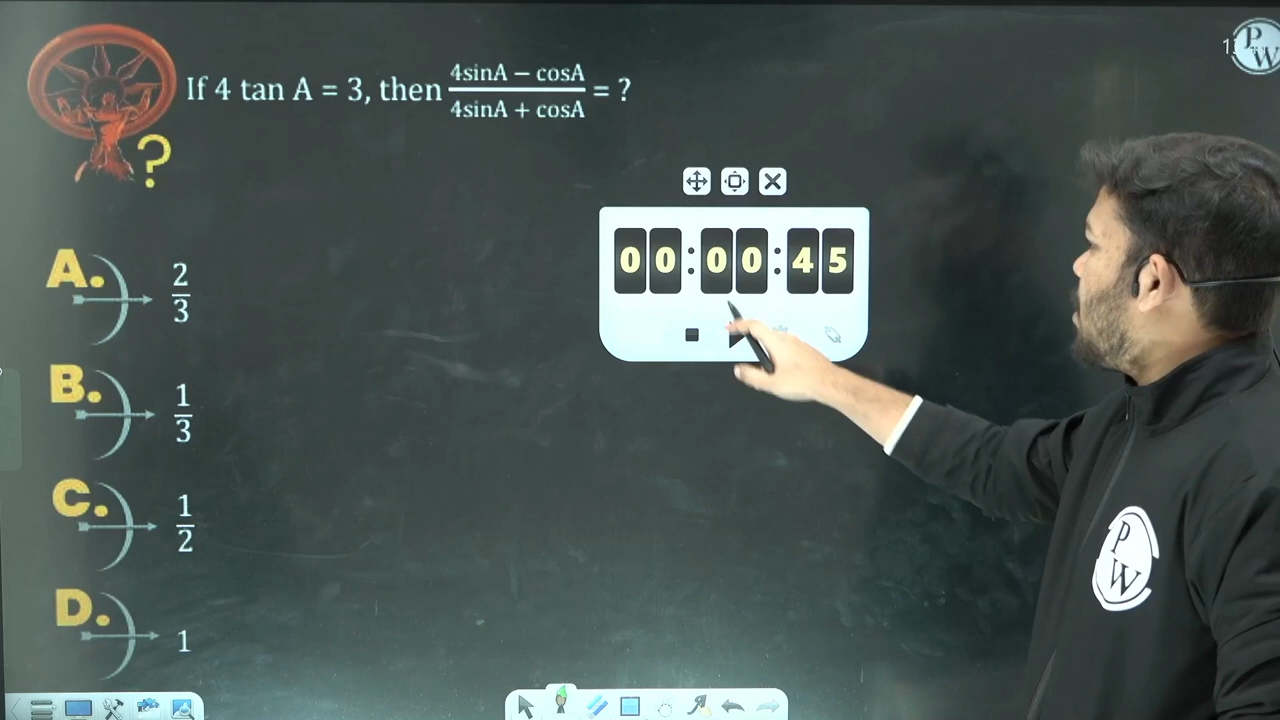 If 4 tan A = 3, then (4sinA − cosA)/(4sinA + cosA) = ?
?
A. 2/3
B. 1/3
C. 1/2
D. 1
00:00:45
PW
PW